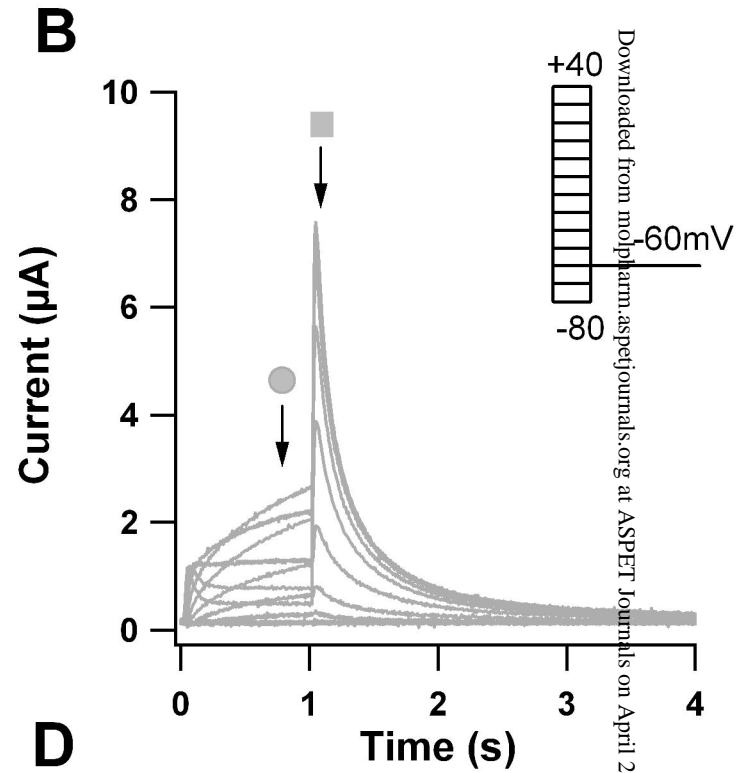 B
+40
-60mV
-80
Current (µA)
10
8
6
4
2
0
0 1 2 3 4
Time (s)
D
Downloaded from molpharm.aspetjournals.org at ASPET Journals on April 2